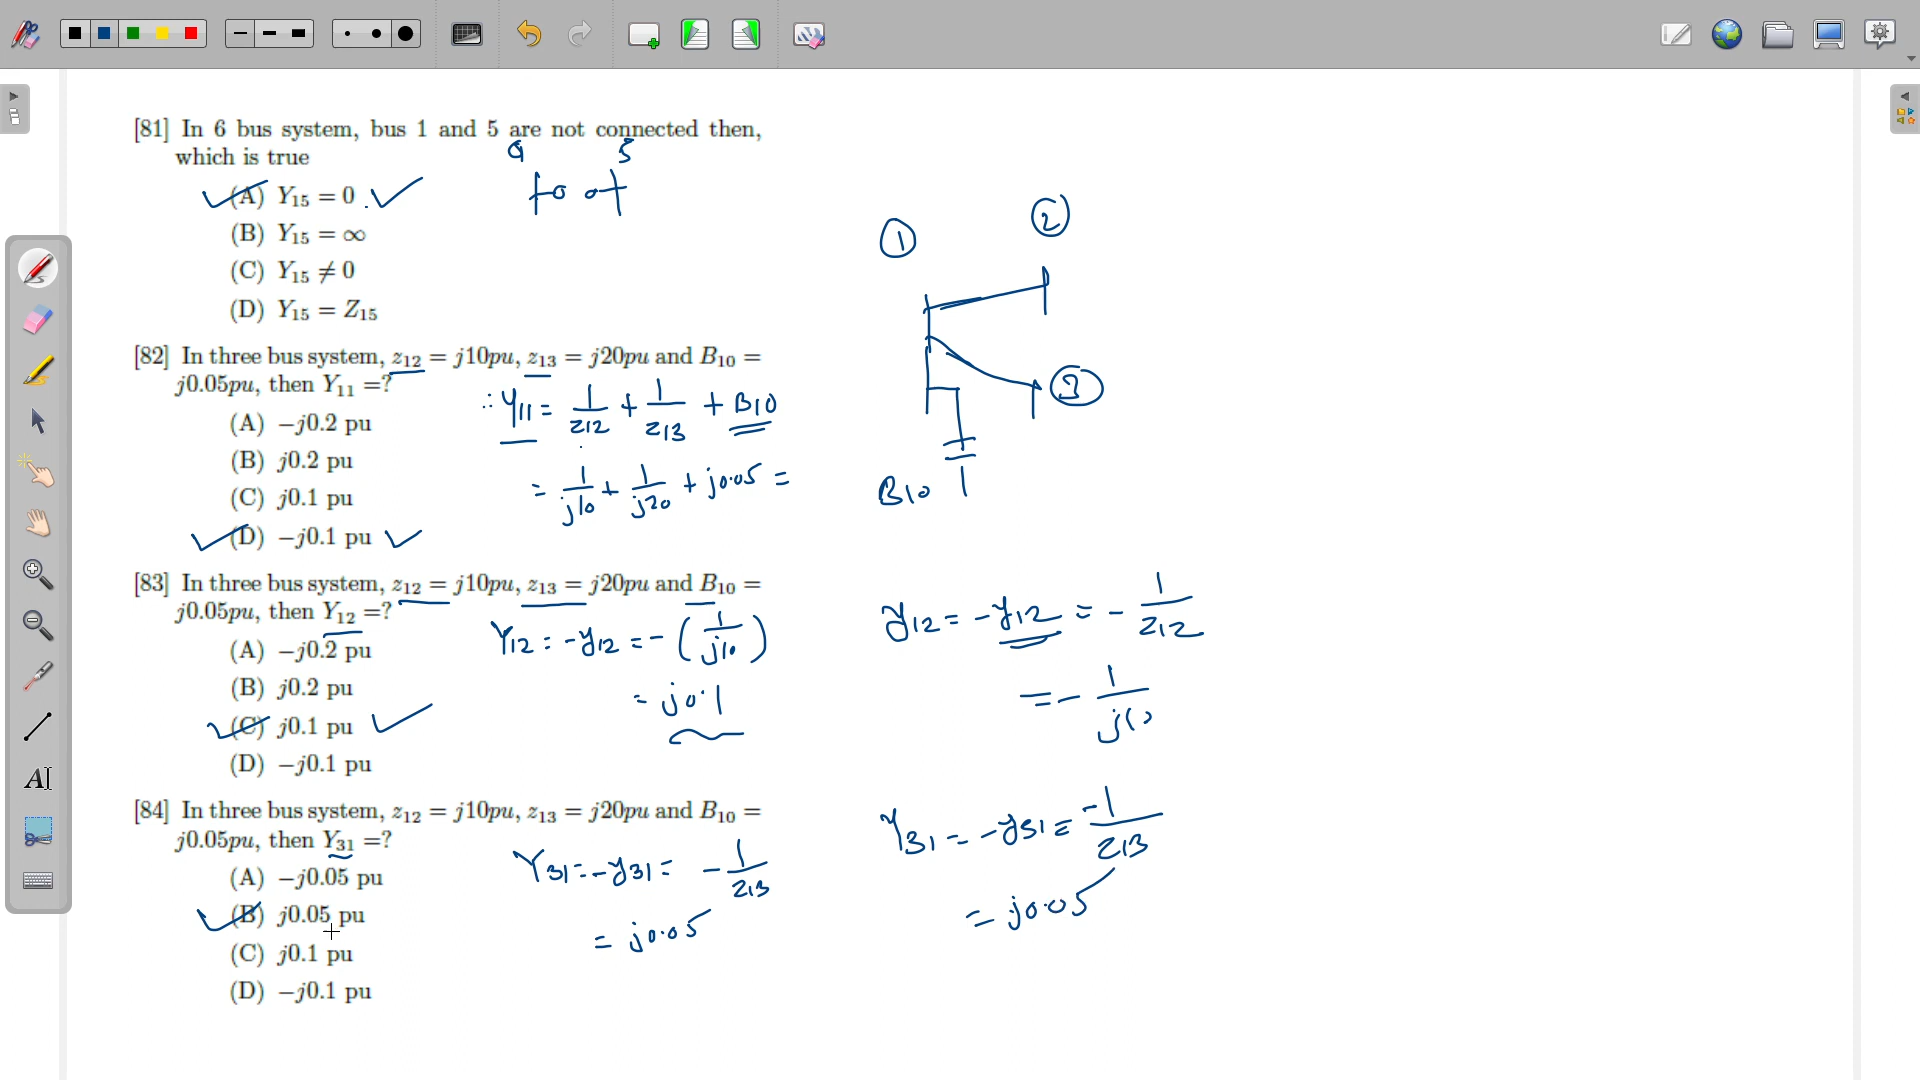 [81] In 6 bus system, bus 1 and 5 are not connected then,
which is true
5
(A) Y₁₅ = 0
(B) Y₁₅ = ∞
(C) Y₁₅ ≠ 0
(D) Y₁₅ = Z₁₅
① ②
③
B10
[82] In three bus system, z₁₂ = j10pu, z₁₃ = j20pu and B₁₀ =
j0.05pu, then Y₁₁ =?
(A) −j0.2 pu
(B) j0.2 pu
(C) j0.1 pu
(D) −j0.1 pu
∴ Y11 = 1/Z12 + 1/Z13 + B10
= 1/j10 + 1/j20 + j0.05 =
[83] In three bus system, z₁₂ = j10pu, z₁₃ = j20pu and B₁₀ =
j0.05pu, then Y₁₂ =?
(A) −j0.2 pu
(B) j0.2 pu
(C) j0.1 pu
(D) −j0.1 pu
Y12 = -y12 = -(1/j10)
= j0.1
y12 = -y12 = - 1/Z12
= - 1/j10
[84] In three bus system, z₁₂ = j10pu, z₁₃ = j20pu and B₁₀ =
j0.05pu, then Y₃₁ =?
(A) −j0.05 pu
(B) j0.05 pu
(C) j0.1 pu
(D) −j0.1 pu
Y31 = -y31 = - 1/Z13
= j0.05
Y31 = -y31 = -1/Z13
= j0.05
AI